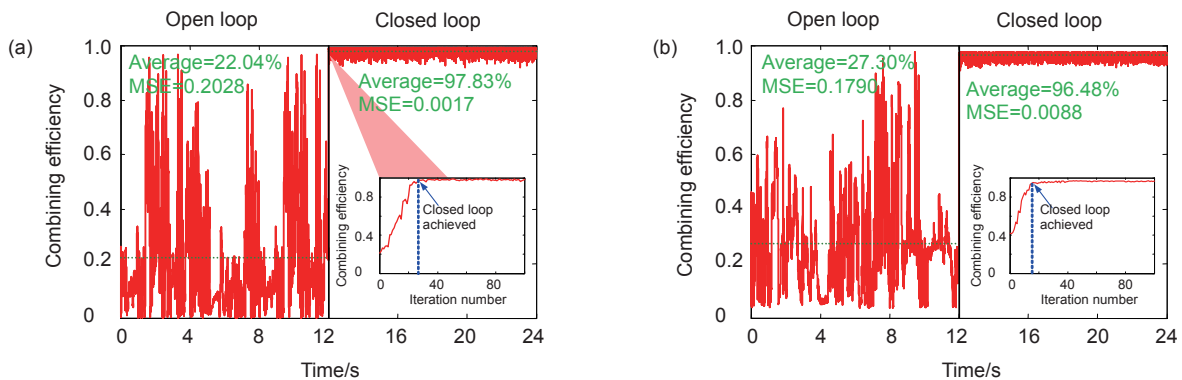 (a)
Open loop
Closed loop
Average=22.04%
MSE=0.2028
Average=97.83%
MSE=0.0017
Combining efficiency
1.0
0.8
0.6
0.4
0.2
0
0
4
8
12
16
20
24
Time/s
Combining efficiency
0.8
0.4
0
0
40
80
Iteration number
Closed loop
achieved
(b)
Open loop
Closed loop
Average=27.30%
MSE=0.1790
Average=96.48%
MSE=0.0088
Combining efficiency
1.0
0.8
0.6
0.4
0.2
0
0
4
8
12
16
20
24
Time/s
Combining efficiency
0.8
0.4
0
0
40
80
Iteration number
Closed loop
achieved